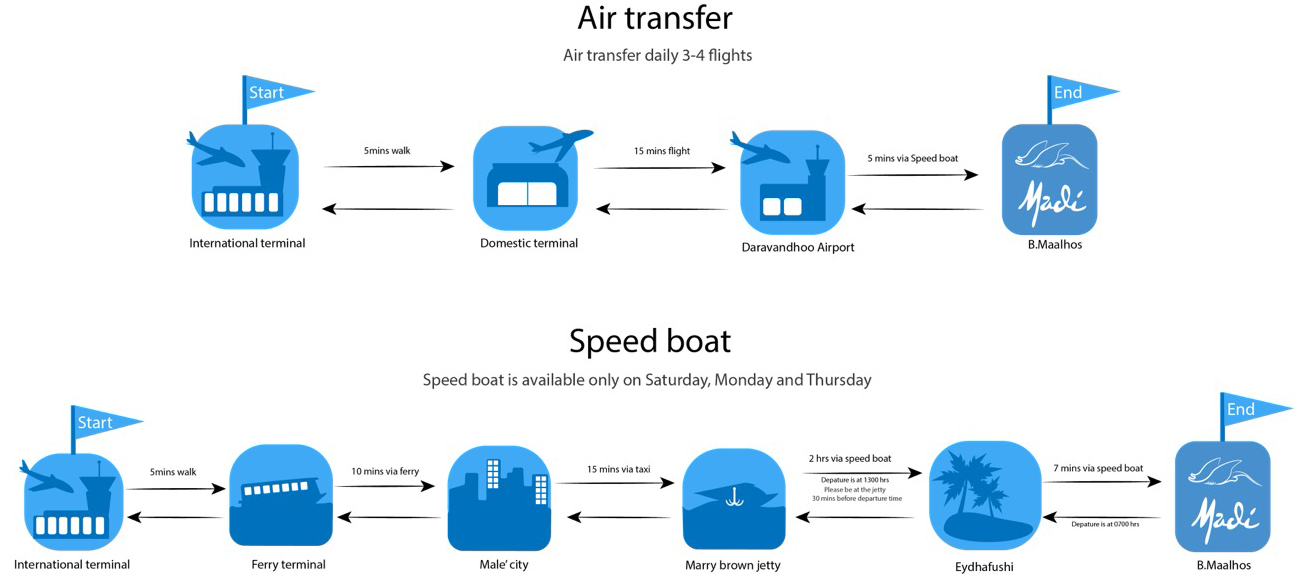 Air transfer
Air transfer daily 3-4 flights
Start
End
5mins walk
15 mins flight
5 mins via Speed boat
Madi
International terminal
Domestic terminal
Daravandhoo Airport
B.Maalhos
Speed boat
Speed boat is available only on Saturday, Monday and Thursday
Start
End
5mins walk
10 mins via ferry
15 mins via taxi
2 hrs via speed boat
7 mins via speed boat
Depature is at 1300 hrs
Please be at the jetty
30 mins before departure time
Depature is at 0700 hrs
Madi
International terminal
Ferry terminal
Male' city
Marry brown jetty
Eydhafushi
B.Maalhos